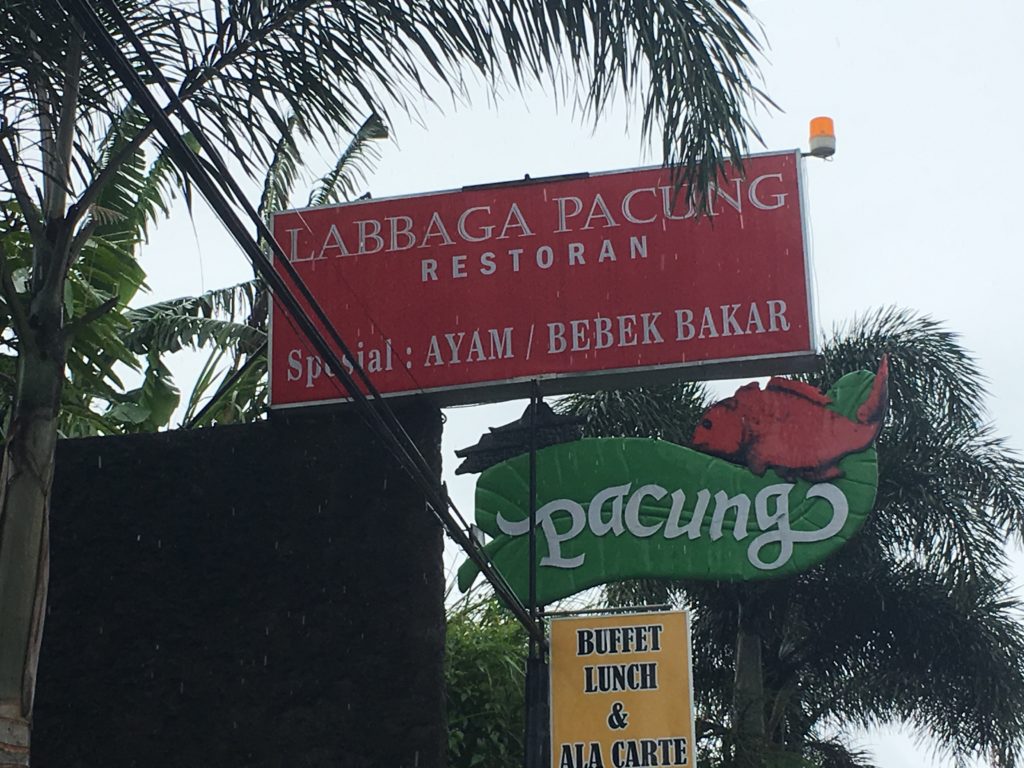 LABBAGA PACUNG
RESTORAN
Spesial : AYAM / BEBEK BAKAR
Pacung
BUFFET
LUNCH
&
ALA CARTE